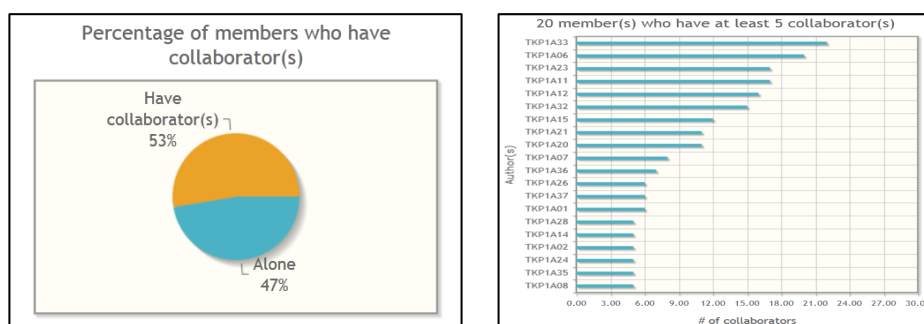 Percentage of members who have
collaborator(s)
Have
collaborator(s)
53%
Alone
47%
20 member(s) who have at least 5 collaborator(s)
Author(s)
TKP1A33
TKP1A06
TKP1A23
TKP1A11
TKP1A12
TKP1A32
TKP1A15
TKP1A21
TKP1A20
TKP1A07
TKP1A36
TKP1A26
TKP1A37
TKP1A01
TKP1A28
TKP1A14
TKP1A02
TKP1A24
TKP1A35
TKP1A08
0.00 3.00 6.00 9.00 12.00 15.00 18.00 21.00 24.00 27.00 30.0
# of collaborators